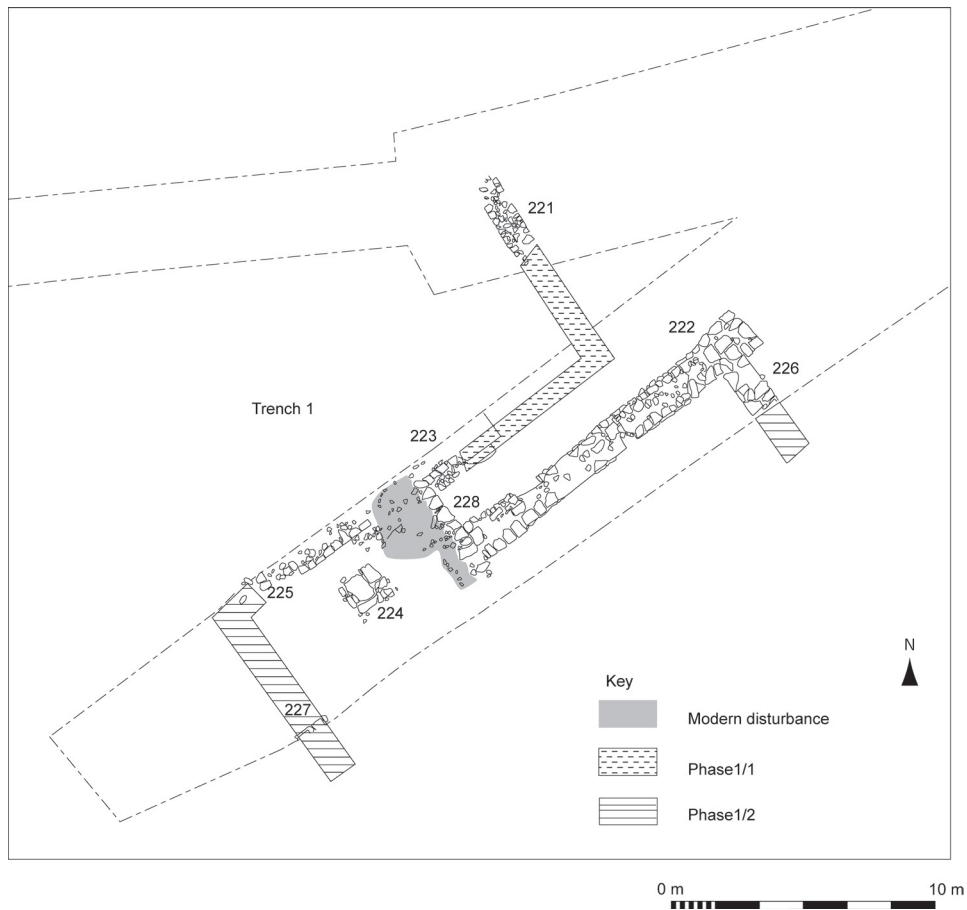 221
222
226
Trench 1
223
228
225
224
227
N
Key
Modern disturbance
Phase1/1
Phase1/2
0 m 10 m